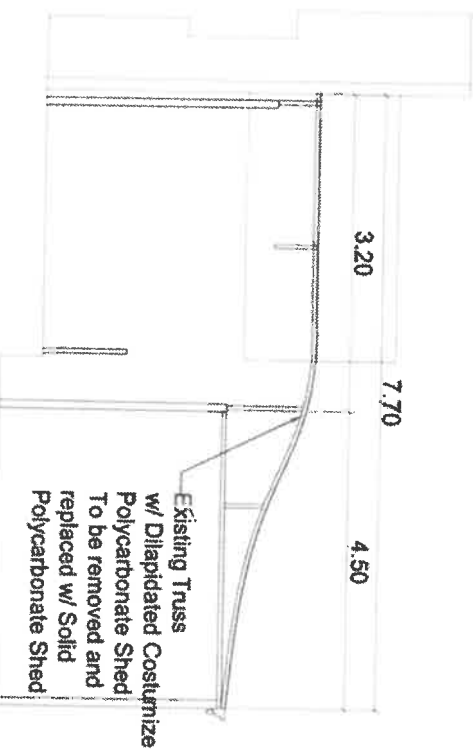 7.70
3.20
4.50
Existing Truss
w/ Dilapidated Costumize
Polycarbonate Shed
To be removed and
replaced w/ Solid
Polycarbonate Shed